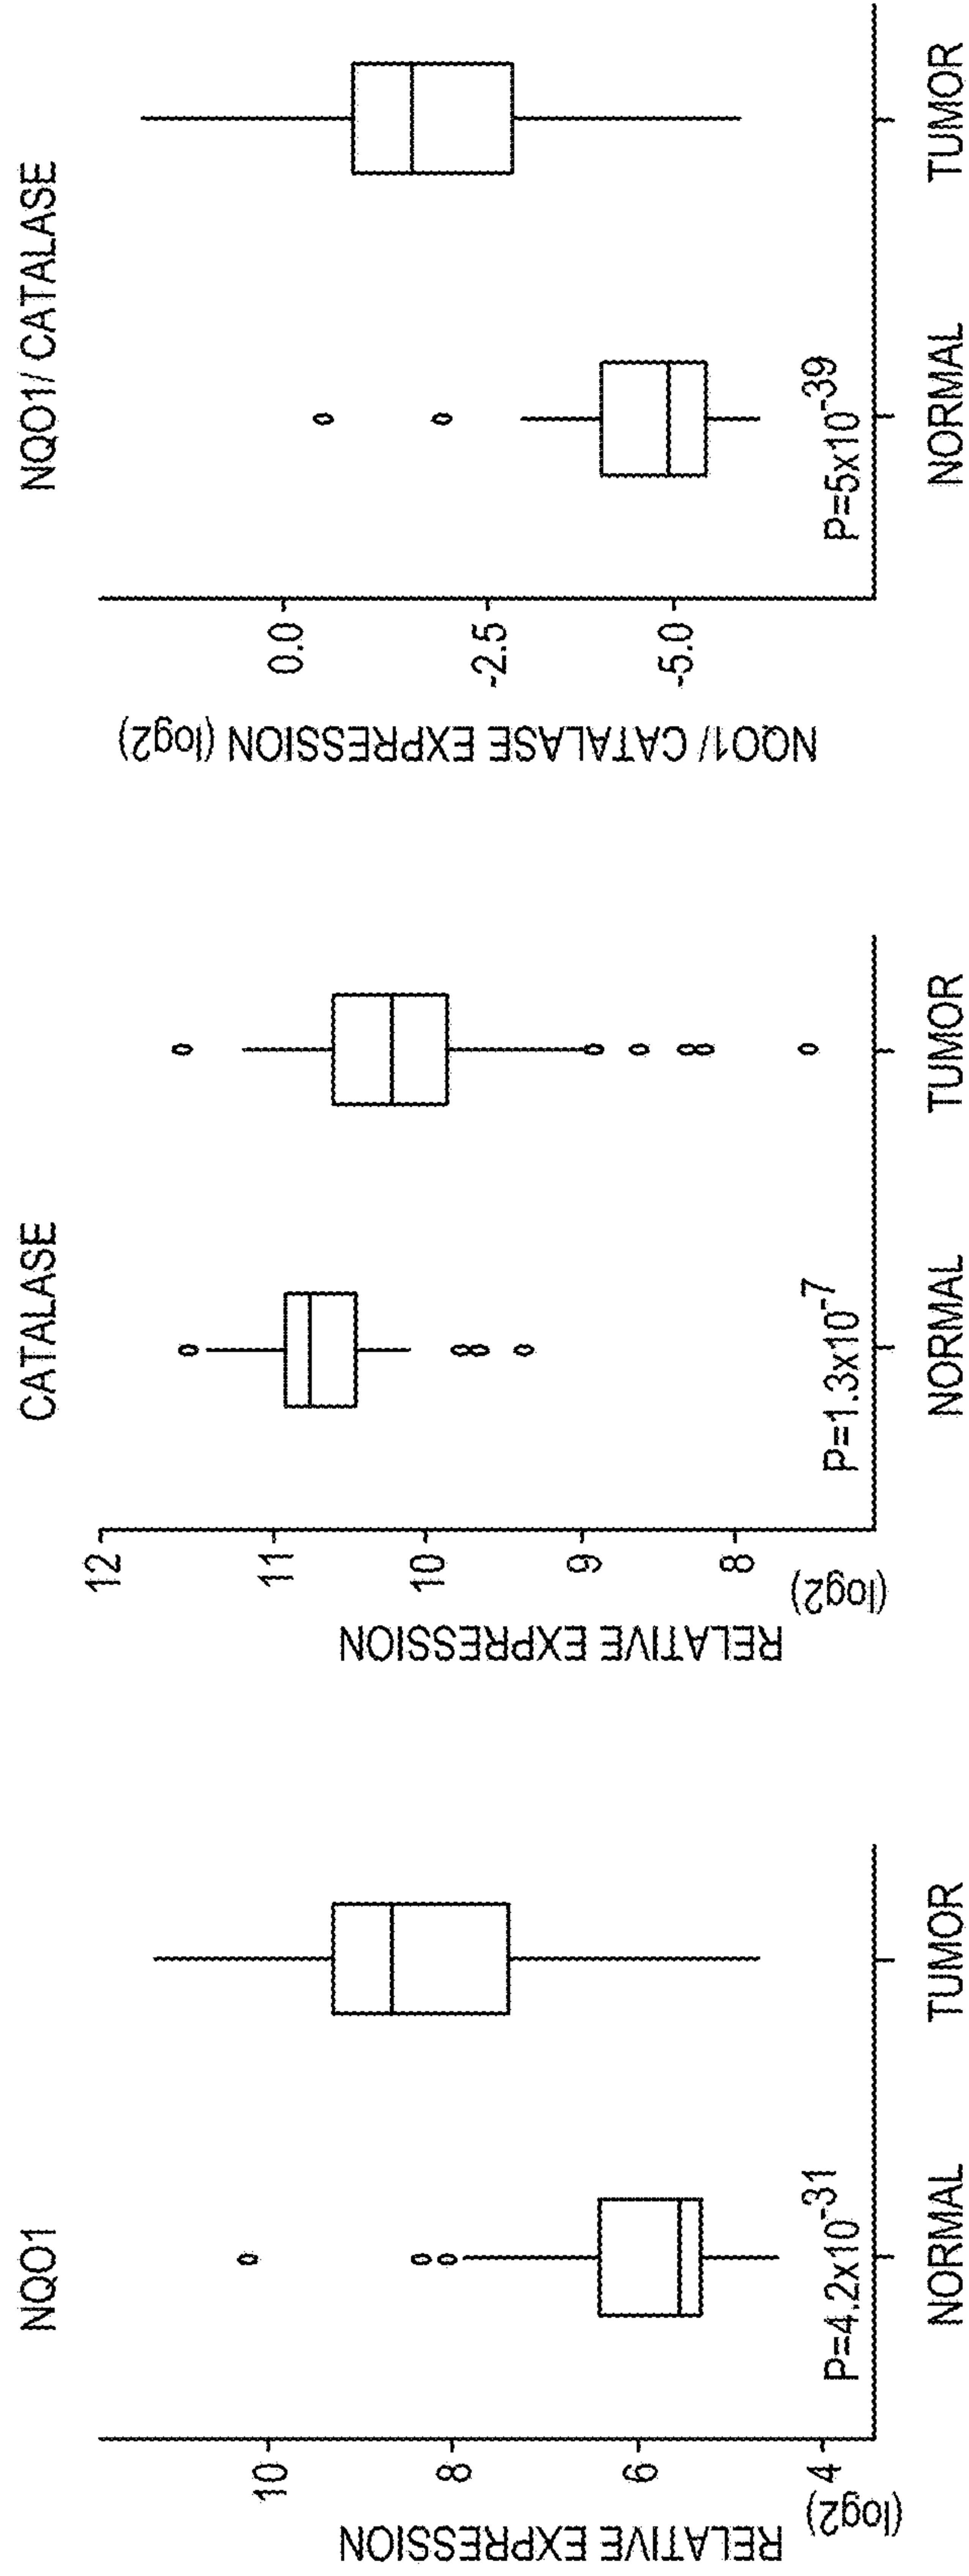 NQO1
RELATIVE EXPRESSION
(log2)
10
8
6
4
P=4.2x10-31
NORMAL
TUMOR
CATALASE
RELATIVE EXPRESSION
(log2)
12
11
10
9
8
P=1.3x10-7
NORMAL
TUMOR
NQO1/ CATALASE
NQO1/ CATALASE EXPRESSION (log2)
0.0
-2.5
-5.0
P=5x10-39
NORMAL
TUMOR